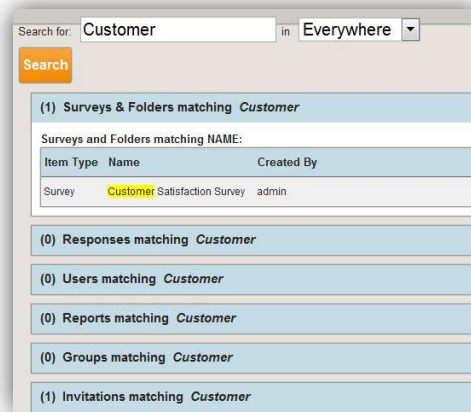 Search for: Customer in Everywhere
Search
(1) Surveys & Folders matching Customer
Surveys and Folders matching NAME:
Item Type Name Created By
Survey Customer Satisfaction Survey admin
(0) Responses matching Customer
(0) Users matching Customer
(0) Reports matching Customer
(0) Groups matching Customer
(1) Invitations matching Customer